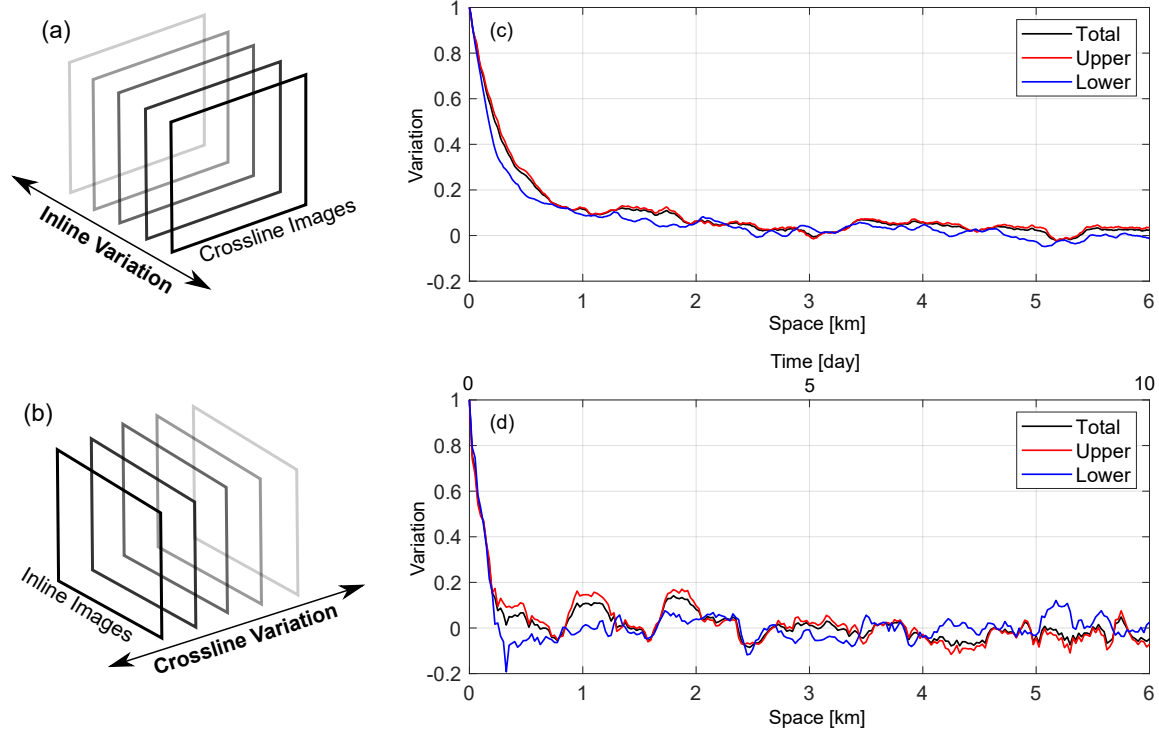 (a)
Inline Variation
Crossline Images
(c)
1
0.8
0.6
0.4
0.2
0
-0.2
Variation
Total
Upper
Lower
0 1 2 3 4 5 6
Space [km]
(b)
Inline Images
Crossline Variation
Time [day]
0 5 10
(d)
1
0.8
0.6
0.4
0.2
0
-0.2
Variation
Total
Upper
Lower
0 1 2 3 4 5 6
Space [km]